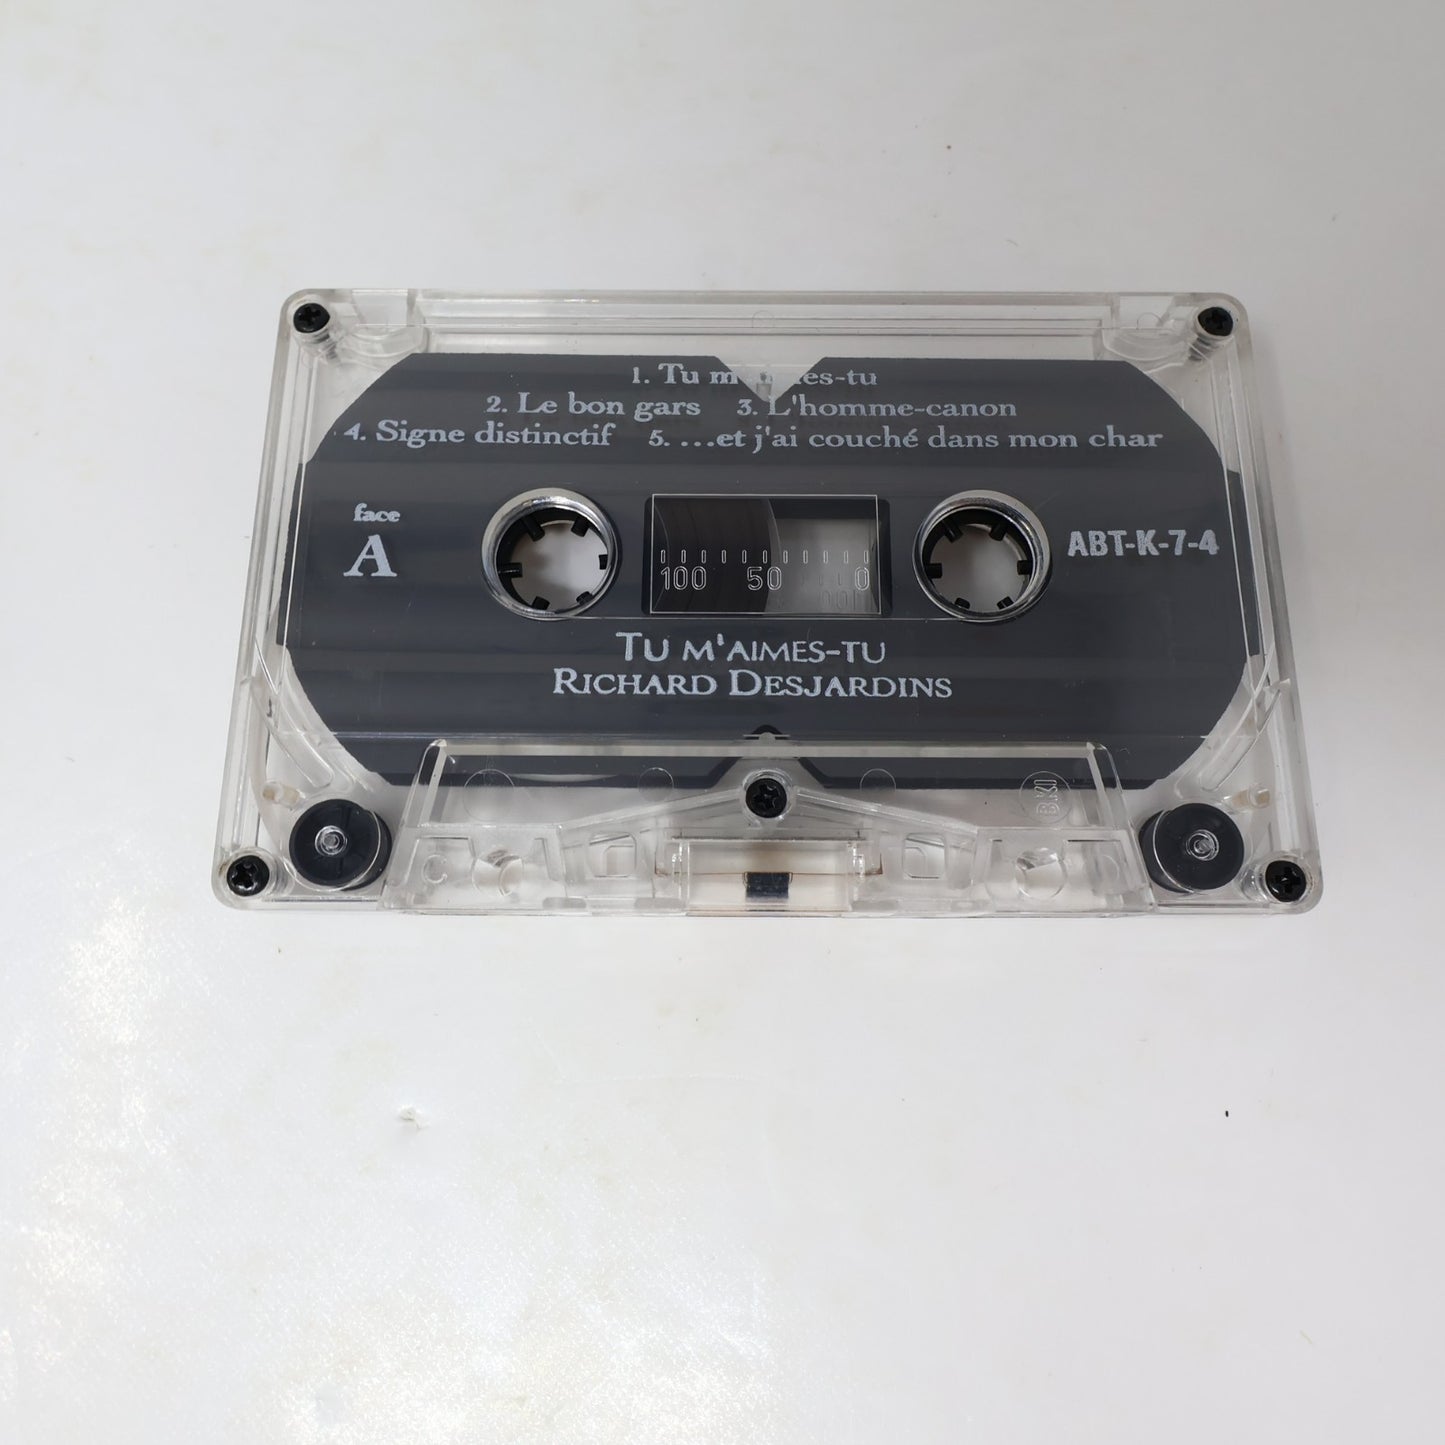 1. Tu m'aimes-tu
2. Le bon gars 3. L'homme-canon
4. Signe distinctif 5. ...et j'ai couché dans mon char
face
A
ABT-K-7-4
100 50 0
TU M'AIMES-TU
RICHARD DESJARDINS